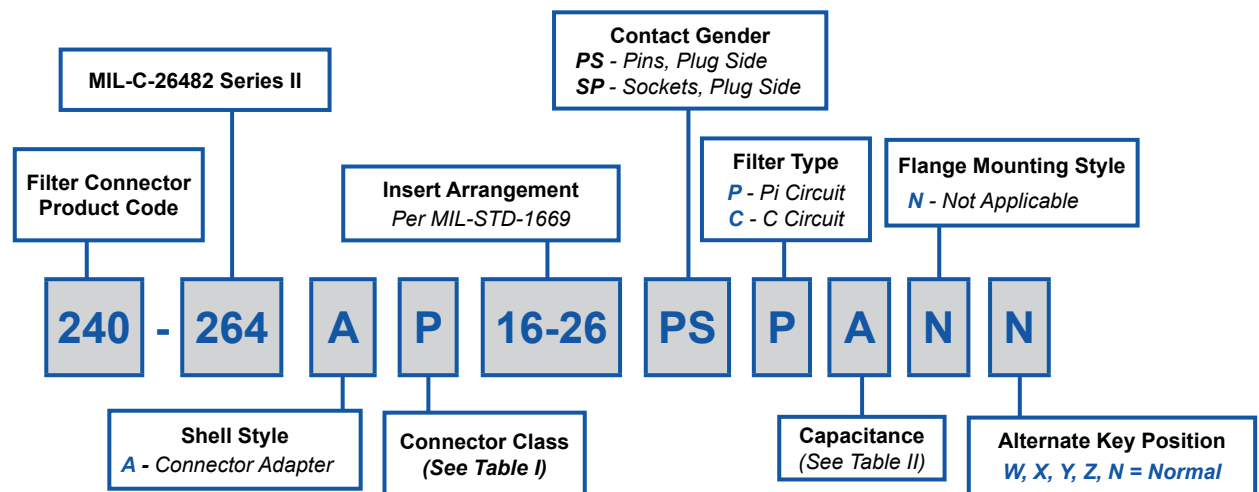 Contact Gender
PS - Pins, Plug Side
SP - Sockets, Plug Side
MIL-C-26482 Series II
Filter Connector
Product Code
Insert Arrangement
Per MIL-STD-1669
Filter Type
P - Pi Circuit
C - C Circuit
Flange Mounting Style
N - Not Applicable
240 - 264 A P 16-26 PS P A N N
Shell Style
A - Connector Adapter
Connector Class
(See Table I)
Capacitance
(See Table II)
Alternate Key Position
W, X, Y, Z, N = Normal